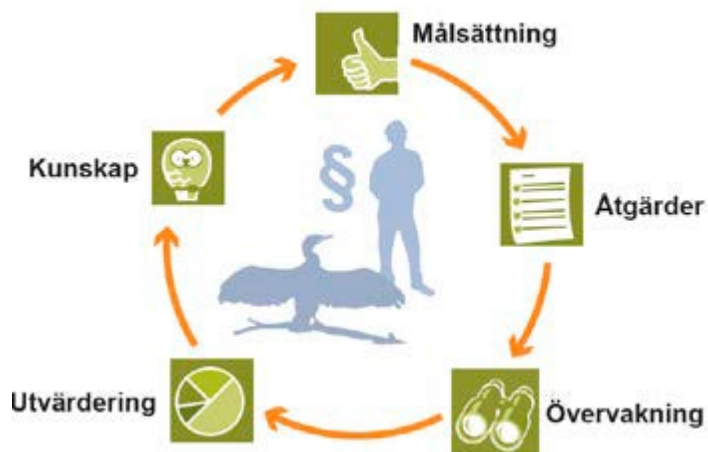 Målsättning
Åtgärder
Övervakning
Utvärdering
Kunskap
§